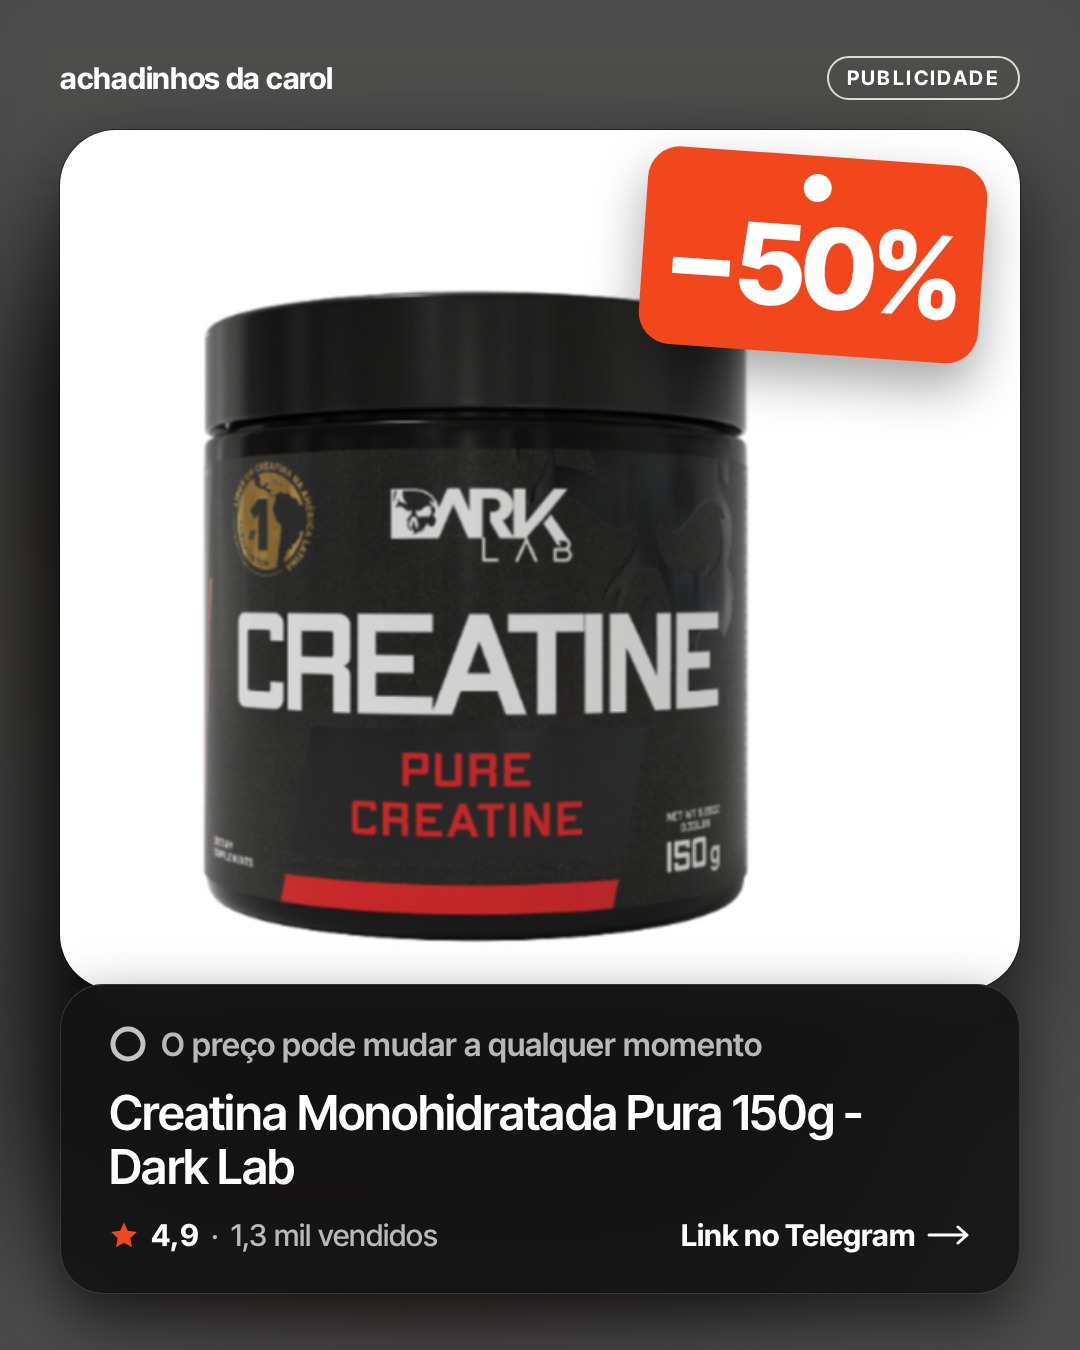 achadinhos da carol
PUBLICIDADE
-50%
1
DARK
LAB
CREATINE
PURE
CREATINE
150g
O preço pode mudar a qualquer momento
Creatina Monohidratada Pura 150g -
Dark Lab
4,9 · 1,3 mil vendidos
Link no Telegram →